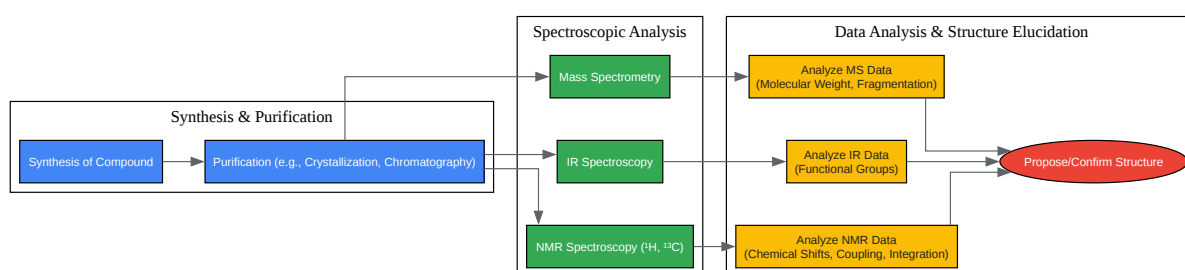 Synthesis & Purification
Synthesis of Compound
Purification (e.g., Crystallization, Chromatography)
Spectroscopic Analysis
Mass Spectrometry
IR Spectroscopy
NMR Spectroscopy (¹H, ¹³C)
Data Analysis & Structure Elucidation
Analyze MS Data
(Molecular Weight, Fragmentation)
Analyze IR Data
(Functional Groups)
Analyze NMR Data
(Chemical Shifts, Coupling, Integration)
Propose/Confirm Structure